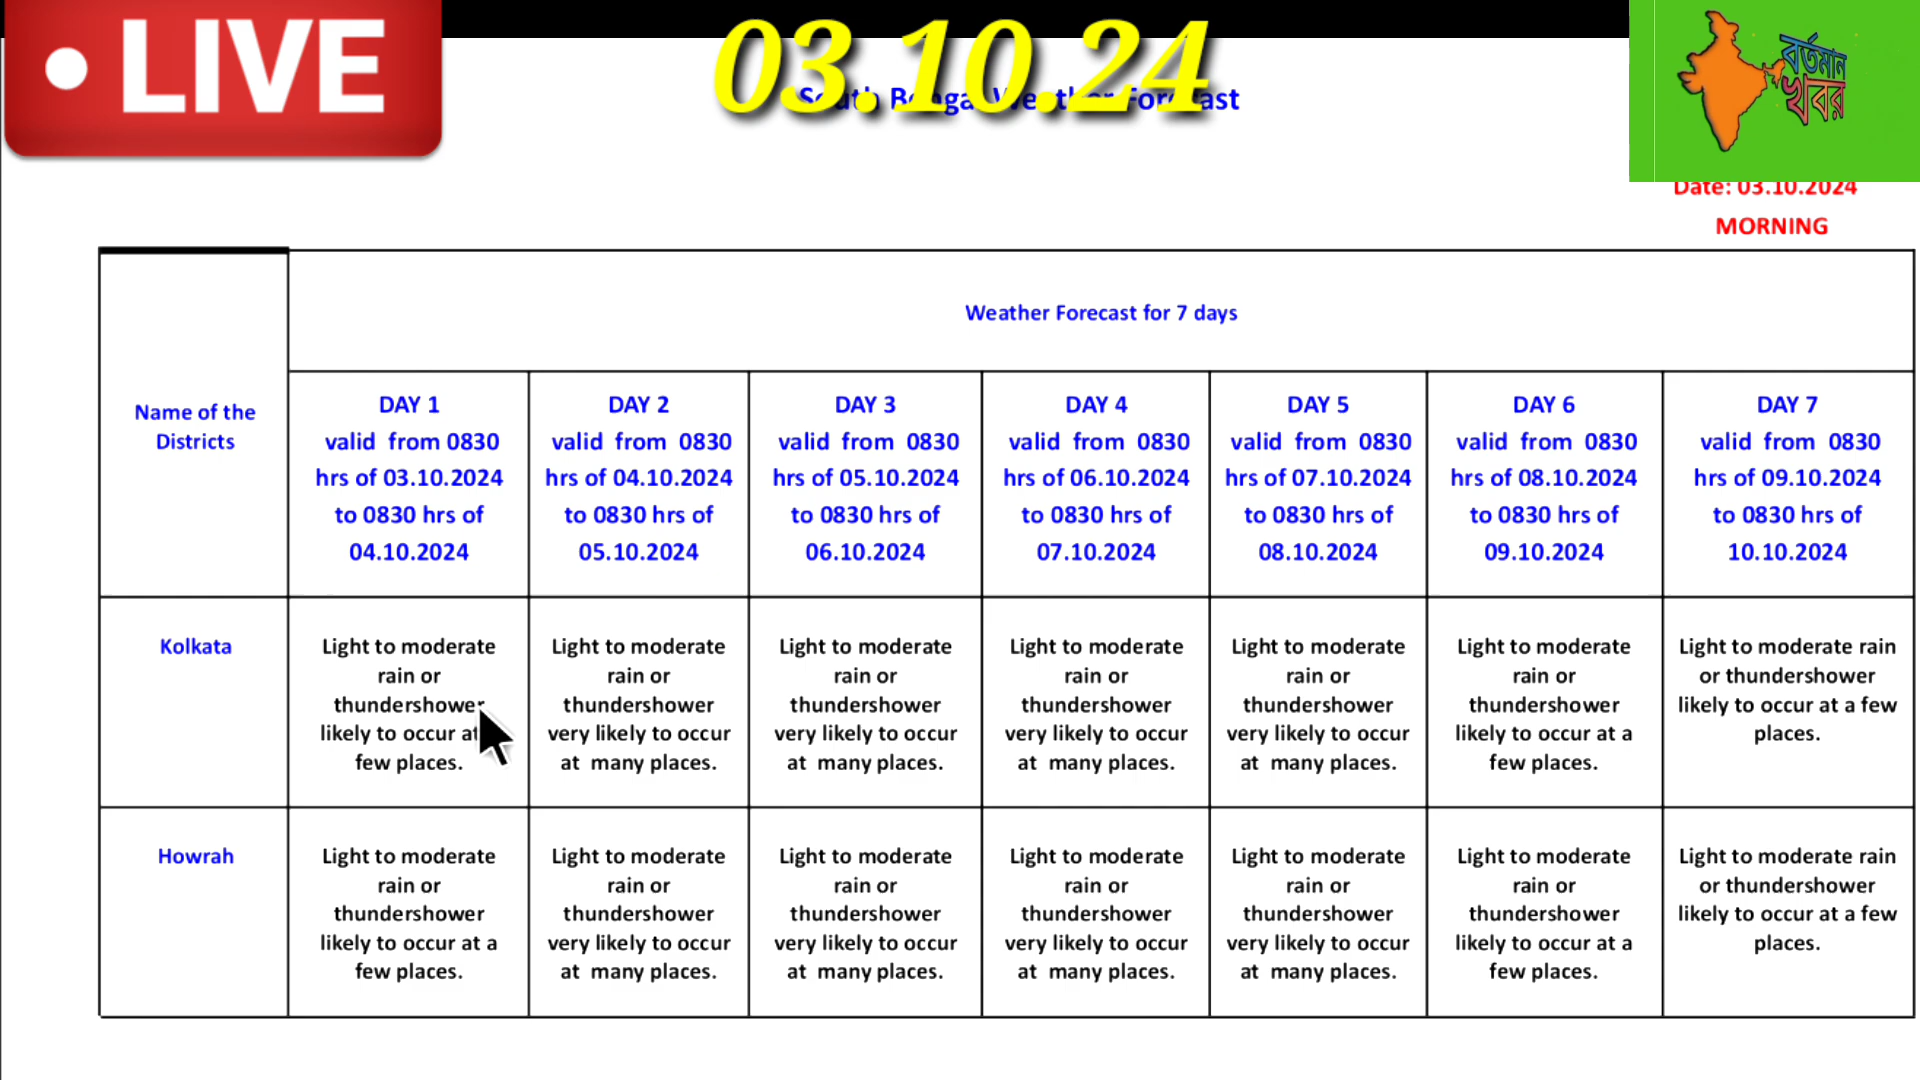 LIVE
03.10.24
South Bengal Weather Forecast
বর্তমান
খবর
Date: 03.10.2024
MORNING
Name of the
Districts
Weather Forecast for 7 days
DAY 1
valid from 0830
hrs of 03.10.2024
to 0830 hrs of
04.10.2024
DAY 2
valid from 0830
hrs of 04.10.2024
to 0830 hrs of
05.10.2024
DAY 3
valid from 0830
hrs of 05.10.2024
to 0830 hrs of
06.10.2024
DAY 4
valid from 0830
hrs of 06.10.2024
to 0830 hrs of
07.10.2024
DAY 5
valid from 0830
hrs of 07.10.2024
to 0830 hrs of
08.10.2024
DAY 6
valid from 0830
hrs of 08.10.2024
to 0830 hrs of
09.10.2024
DAY 7
valid from 0830
hrs of 09.10.2024
to 0830 hrs of
10.10.2024
Kolkata
Light to moderate
rain or
thundershower
likely to occur at
few places.
Light to moderate
rain or
thundershower
very likely to occur
at many places.
Light to moderate
rain or
thundershower
very likely to occur
at many places.
Light to moderate
rain or
thundershower
very likely to occur
at many places.
Light to moderate
rain or
thundershower
very likely to occur
at many places.
Light to moderate
rain or
thundershower
likely to occur at a
few places.
Light to moderate rain
or thundershower
likely to occur at a few
places.
Howrah
Light to moderate
rain or
thundershower
likely to occur at a
few places.
Light to moderate
rain or
thundershower
very likely to occur
at many places.
Light to moderate
rain or
thundershower
very likely to occur
at many places.
Light to moderate
rain or
thundershower
very likely to occur
at many places.
Light to moderate
rain or
thundershower
very likely to occur
at many places.
Light to moderate
rain or
thundershower
likely to occur at a
few places.
Light to moderate rain
or thundershower
likely to occur at a few
places.